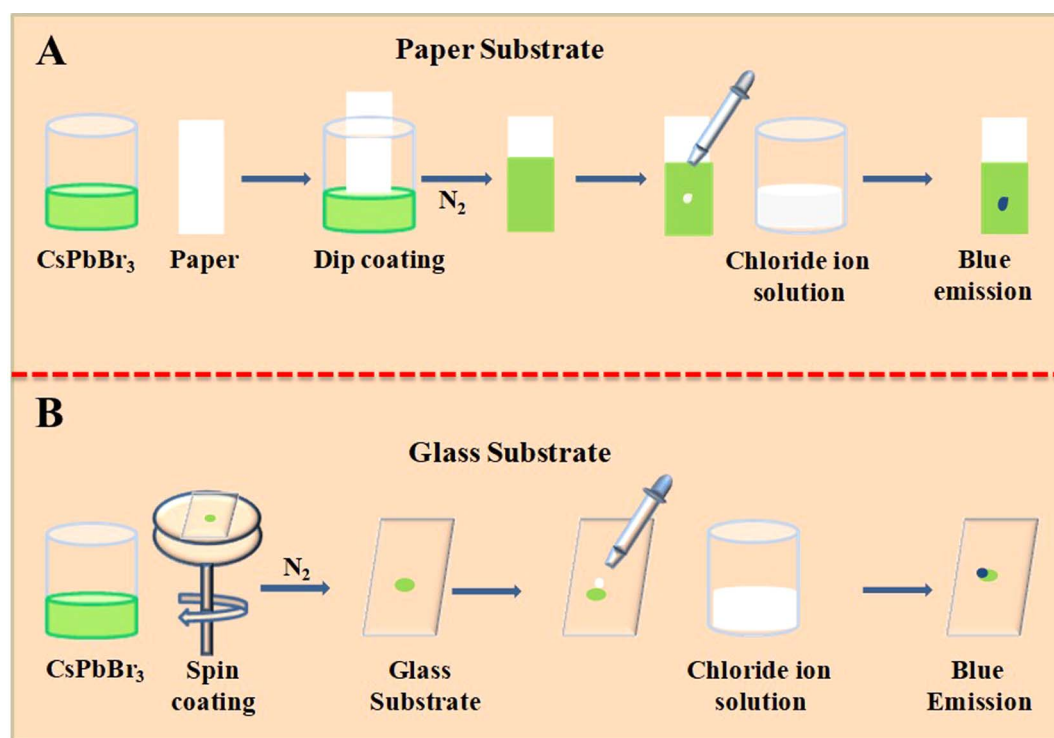 A
Paper Substrate
N₂
CsPbBr₃
Paper
Dip coating
Chloride ion
solution
Blue
emission
B
Glass Substrate
N₂
CsPbBr₃
Spin
coating
Glass
Substrate
Chloride ion
solution
Blue
Emission